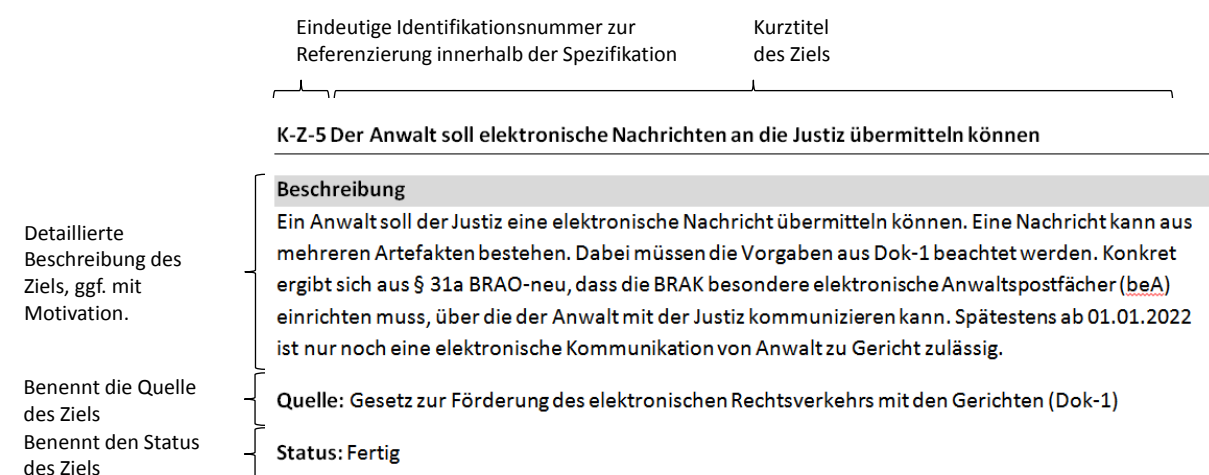 Eindeutige Identifikationsnummer zur
Referenzierung innerhalb der Spezifikation
Kurztitel
des Ziels
K-Z-5 Der Anwalt soll elektronische Nachrichten an die Justiz übermitteln können
Detaillierte
Beschreibung des
Ziels, ggf. mit
Motivation.
Beschreibung
Ein Anwalt soll der Justiz eine elektronische Nachricht übermitteln können. Eine Nachricht kann aus
mehreren Artefakten bestehen. Dabei müssen die Vorgaben aus Dok-1 beachtet werden. Konkret
ergibt sich aus § 31a BRAO-neu, dass die BRAK besondere elektronische Anwaltspostfächer (beA)
einrichten muss, über die der Anwalt mit der Justiz kommunizieren kann. Spätestens ab 01.01.2022
ist nur noch eine elektronische Kommunikation von Anwalt zu Gericht zulässig.
Benennt die Quelle
des Ziels
Quelle: Gesetz zur Förderung des elektronischen Rechtsverkehrs mit den Gerichten (Dok-1)
Benennt den Status
des Ziels
Status: Fertig